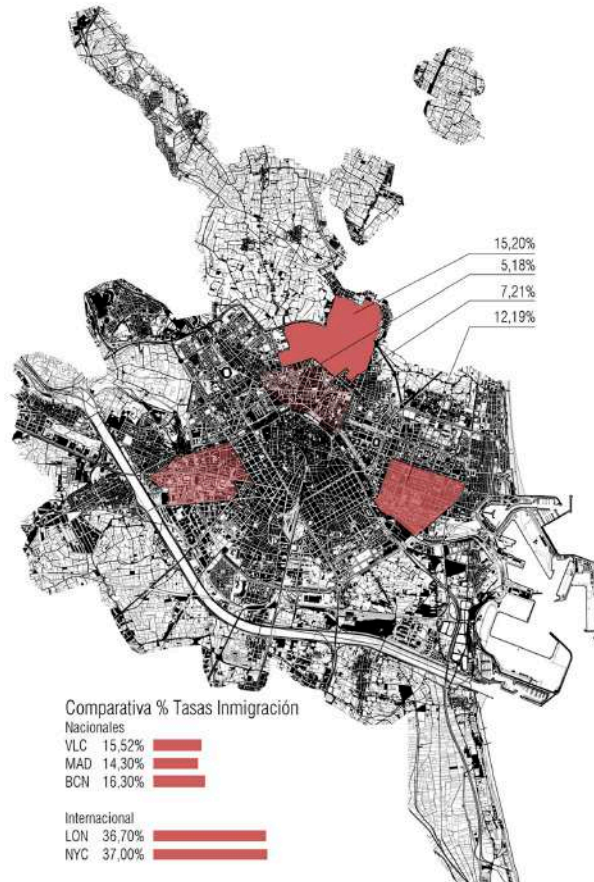 15,20%
5,18%
7,21%
12,19%
Comparativa % Tasas Inmigración
Nacionales
VLC 15,52%
MAD 14,30%
BCN 16,30%
Internacional
LON 36,70%
NYC 37,00%